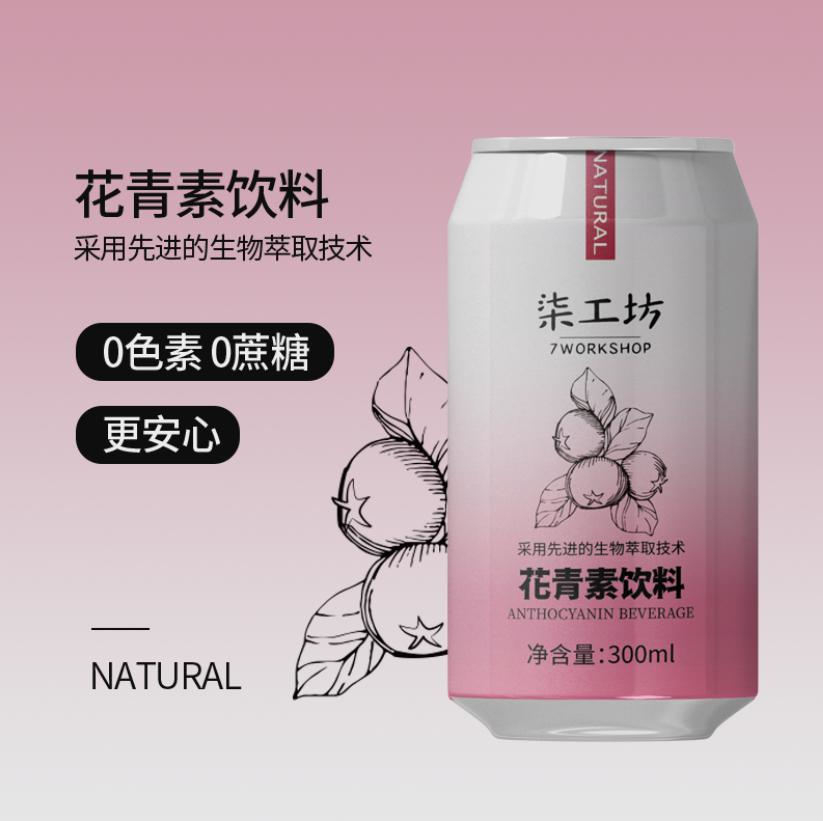 花青素饮料
采用先进的生物萃取技术
0色素 0蔗糖
更安心
NATURAL
NATURAL
柒工坊
7WORKSHOP
采用先进的生物萃取技术
花青素饮料
ANTHOCYANIN BEVERAGE
净含量:300ml